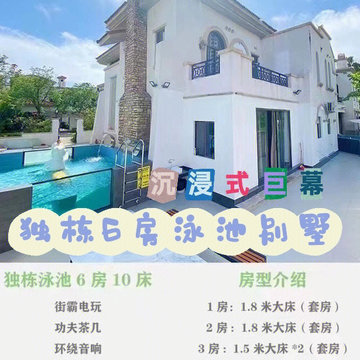 沉浸式巨幕
独栋6房泳池别墅
独栋泳池6房10床
房型介绍
街霸电玩
1房：1.8米大床（套房）
功夫茶几
2房：1.8米大床（套房）
环绕音响
3房：1.5米大床*2（套房）